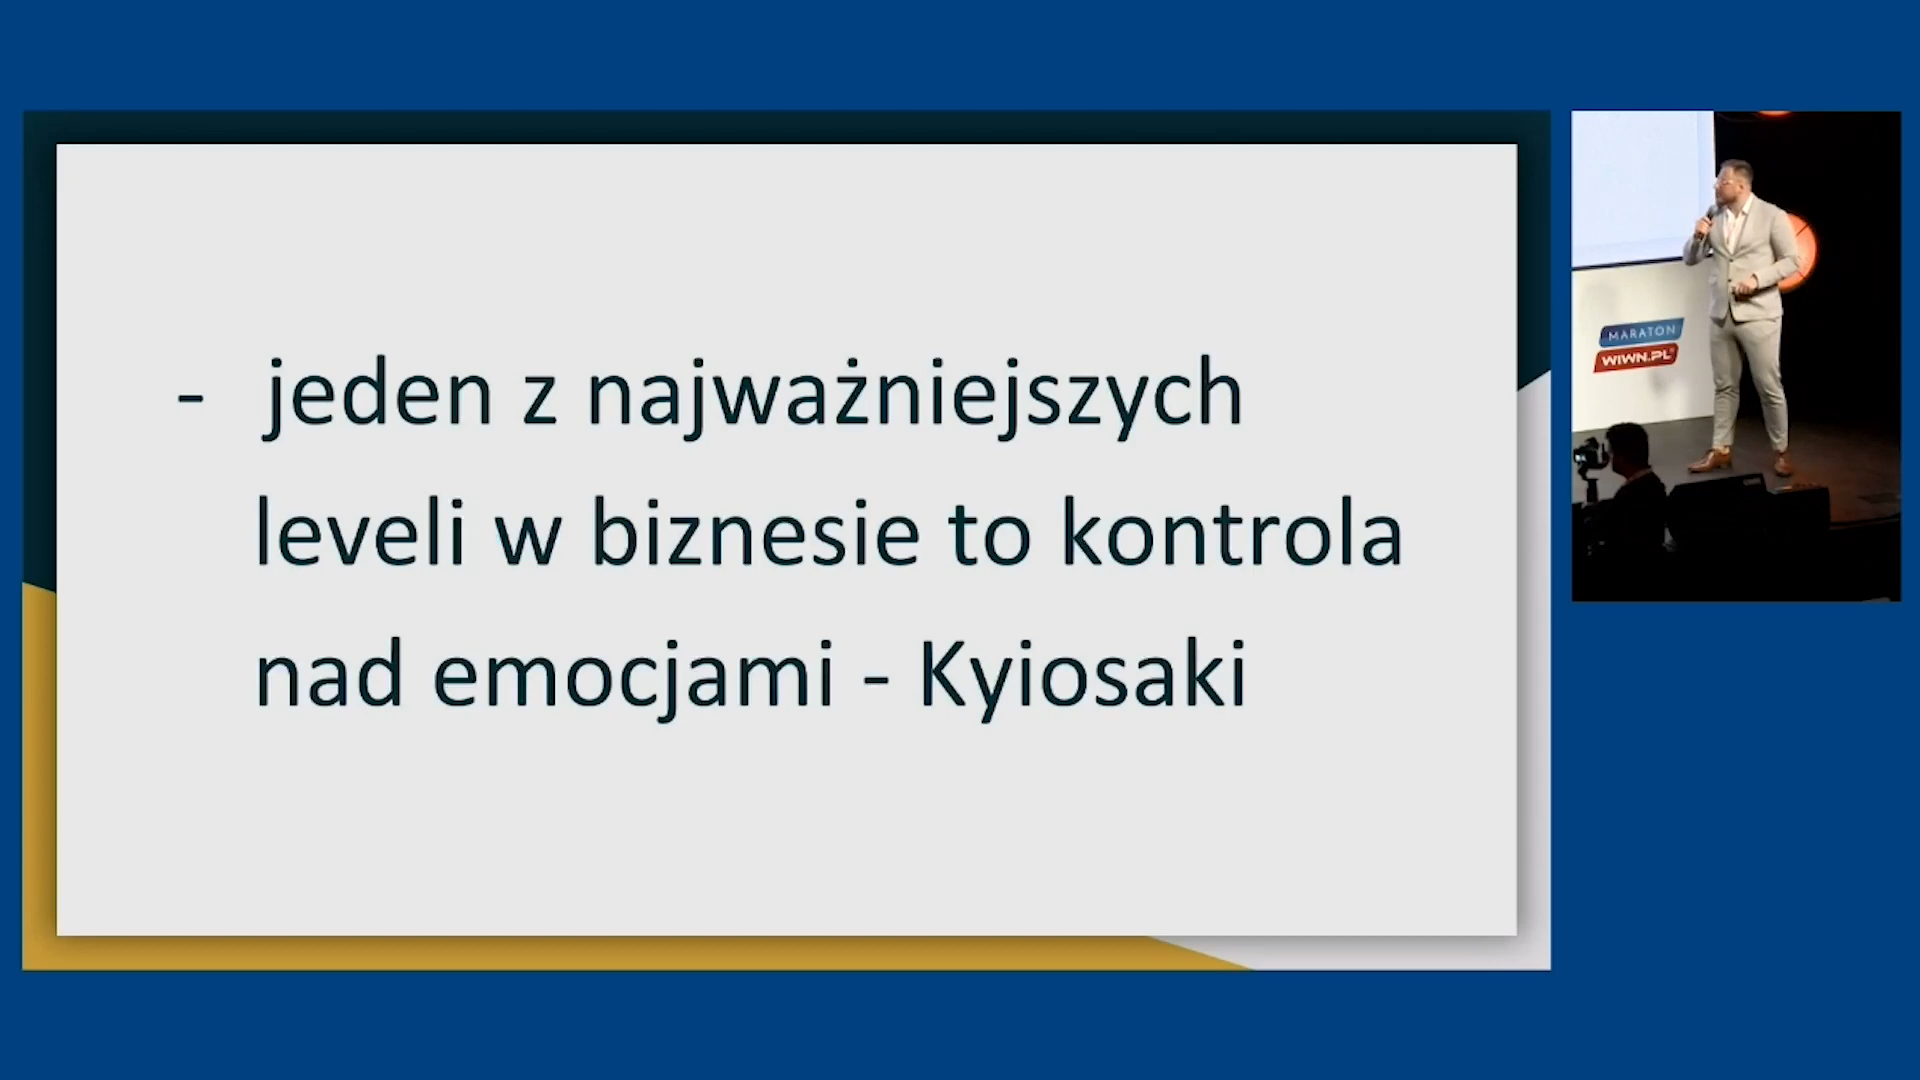 - jeden z najważniejszych
leveli w biznesie to kontrola
nad emocjami - Kyiosaki
MARATON
WIWN.PL®